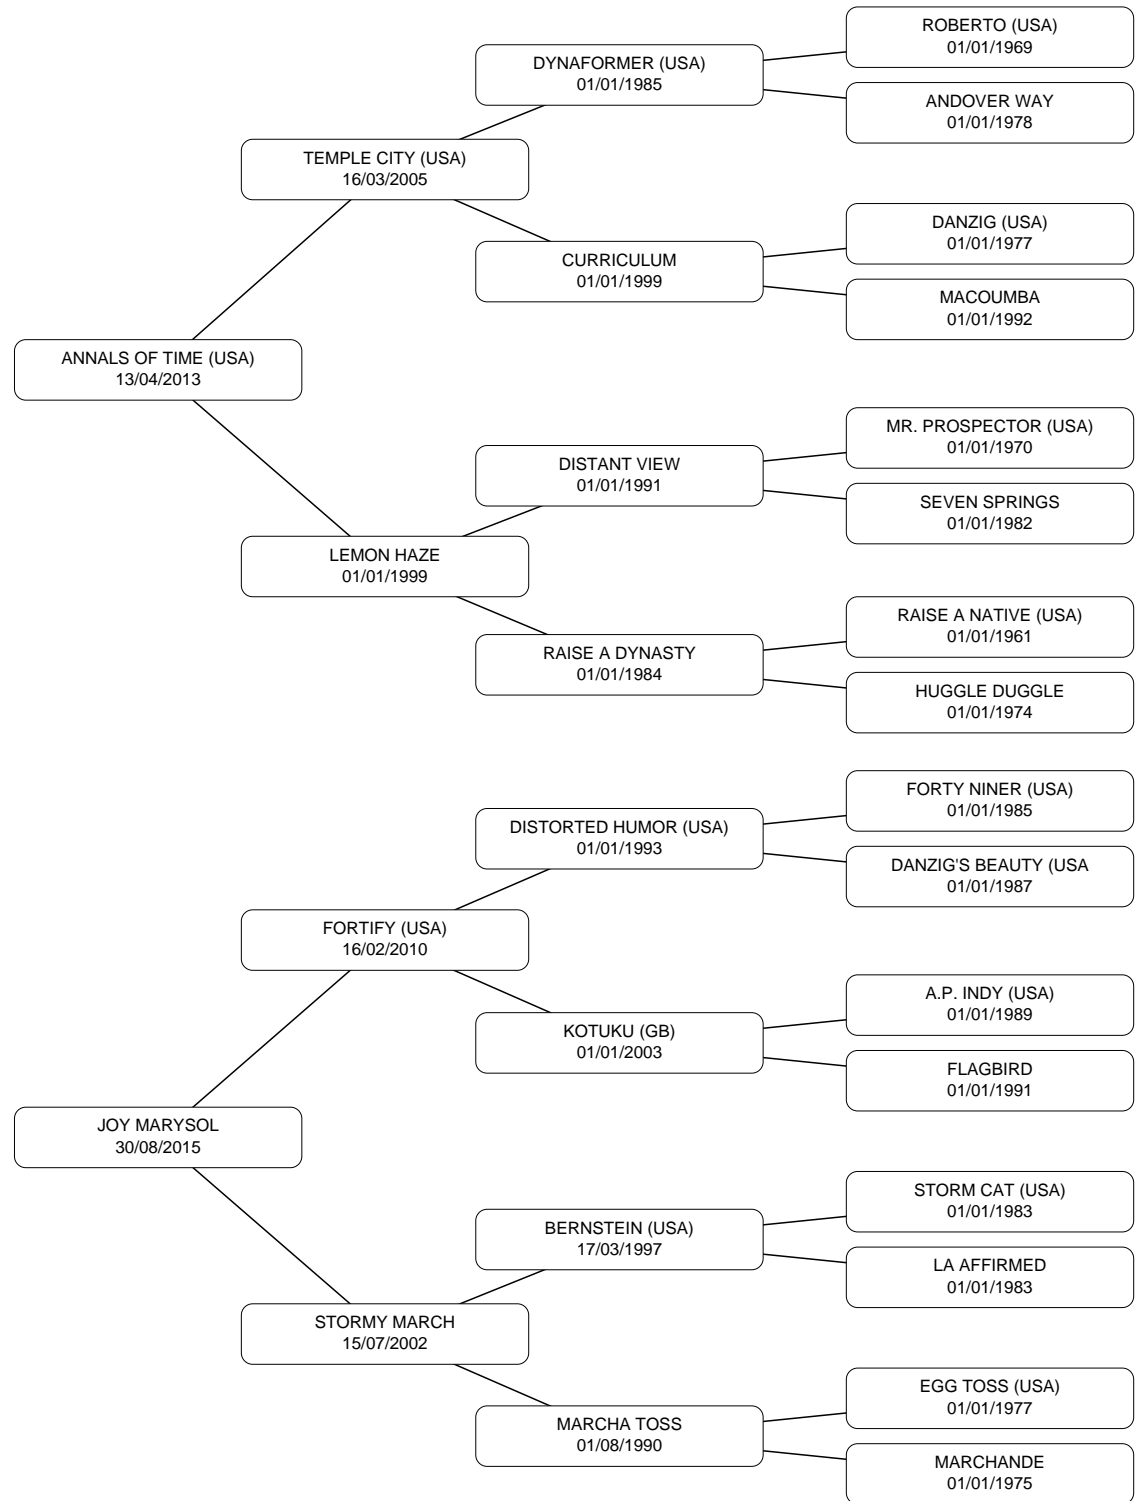 ROBERTO (USA)
01/01/1969
DYNAFORMER (USA)
01/01/1985
ANDOVER WAY
01/01/1978
TEMPLE CITY (USA)
16/03/2005
DANZIG (USA)
01/01/1977
CURRICULUM
01/01/1999
MACOUMBA
01/01/1992
ANNALS OF TIME (USA)
13/04/2013
MR. PROSPECTOR (USA)
01/01/1970
DISTANT VIEW
01/01/1991
SEVEN SPRINGS
01/01/1982
LEMON HAZE
01/01/1999
RAISE A NATIVE (USA)
01/01/1961
RAISE A DYNASTY
01/01/1984
HUGGLE DUGGLE
01/01/1974
FORTY NINER (USA)
01/01/1985
DISTORTED HUMOR (USA)
01/01/1993
DANZIG'S BEAUTY (USA
01/01/1987
FORTIFY (USA)
16/02/2010
A.P. INDY (USA)
01/01/1989
KOTUKU (GB)
01/01/2003
FLAGBIRD
01/01/1991
JOY MARYSOL
30/08/2015
STORM CAT (USA)
01/01/1983
BERNSTEIN (USA)
17/03/1997
LA AFFIRMED
01/01/1983
STORMY MARCH
15/07/2002
EGG TOSS (USA)
01/01/1977
MARCHA TOSS
01/08/1990
MARCHANDE
01/01/1975